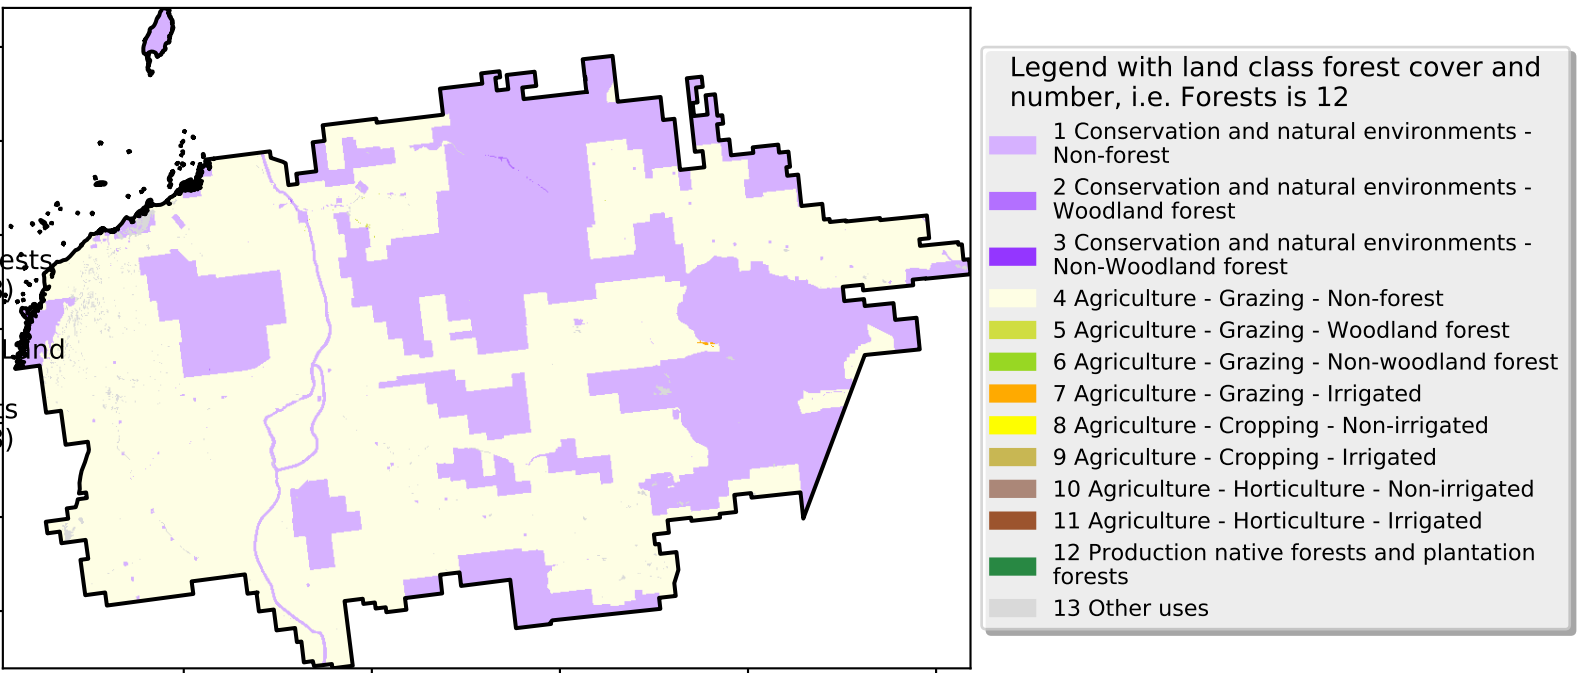 ests
)
Land
s
)
Legend with land class forest cover and
number, i.e. Forests is 12
1 Conservation and natural environments -
Non-forest
2 Conservation and natural environments -
Woodland forest
3 Conservation and natural environments -
Non-Woodland forest
4 Agriculture - Grazing - Non-forest
5 Agriculture - Grazing - Woodland forest
6 Agriculture - Grazing - Non-woodland forest
7 Agriculture - Grazing - Irrigated
8 Agriculture - Cropping - Non-irrigated
9 Agriculture - Cropping - Irrigated
10 Agriculture - Horticulture - Non-irrigated
11 Agriculture - Horticulture - Irrigated
12 Production native forests and plantation
forests
13 Other uses